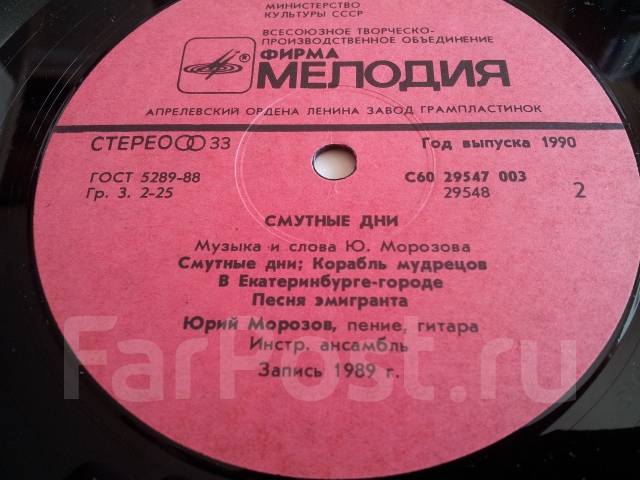 МИНИСТЕРСТВО
КУЛЬТУРЫ СССР
ВСЕСОЮЗНОЕ ТВОРЧЕСКО-
ПРОИЗВОДСТВЕННОЕ ОБЪЕДИНЕНИЕ
ФИРМА
МЕЛОДИЯ
АПРЕЛЕВСКИЙ ОРДЕНА ЛЕНИНА ЗАВОД ГРАМПЛАСТИНОК
СТЕРЕО 33
Год выпуска 1990
ГОСТ 5289-88
Гр. 3. 2-25
С60 29547 003
29548
2
СМУТНЫЕ ДНИ
Музыка и слова Ю. Морозова
Смутные дни; Корабль мудрецов
В Екатеринбурге-городе
Песня эмигранта
Юрий Морозов, пение, гитара
Инстр. ансамбль
Запись 1989 г.
FarPost.ru